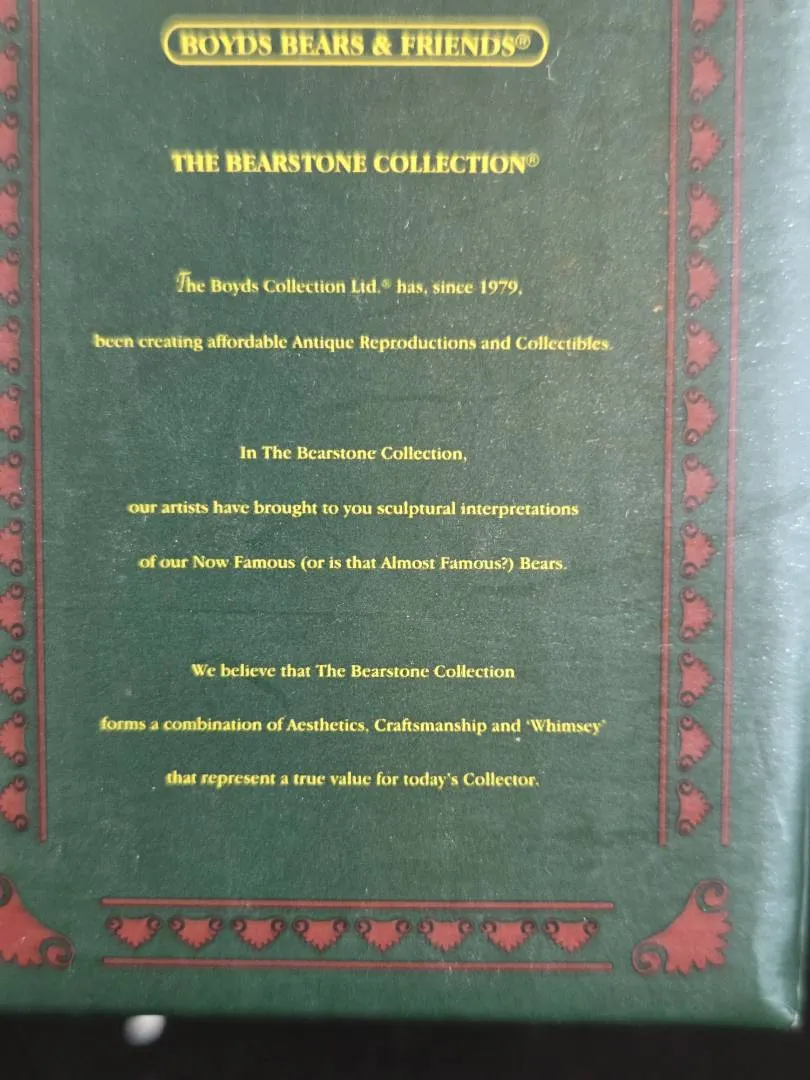 BOYDS BEARS & FRIENDS®
THE BEARSTONE COLLECTION®
The Boyds Collection Ltd.® has, since 1979,
been creating affordable Antique Reproductions and Collectibles.
In The Bearstone Collection,
our artists have brought to you sculptural interpretations
of our Now Famous (or is that Almost Famous?) Bears.
We believe that The Bearstone Collection
forms a combination of Aesthetics, Craftsmanship and 'Whimsey'
that represent a true value for today's Collector.